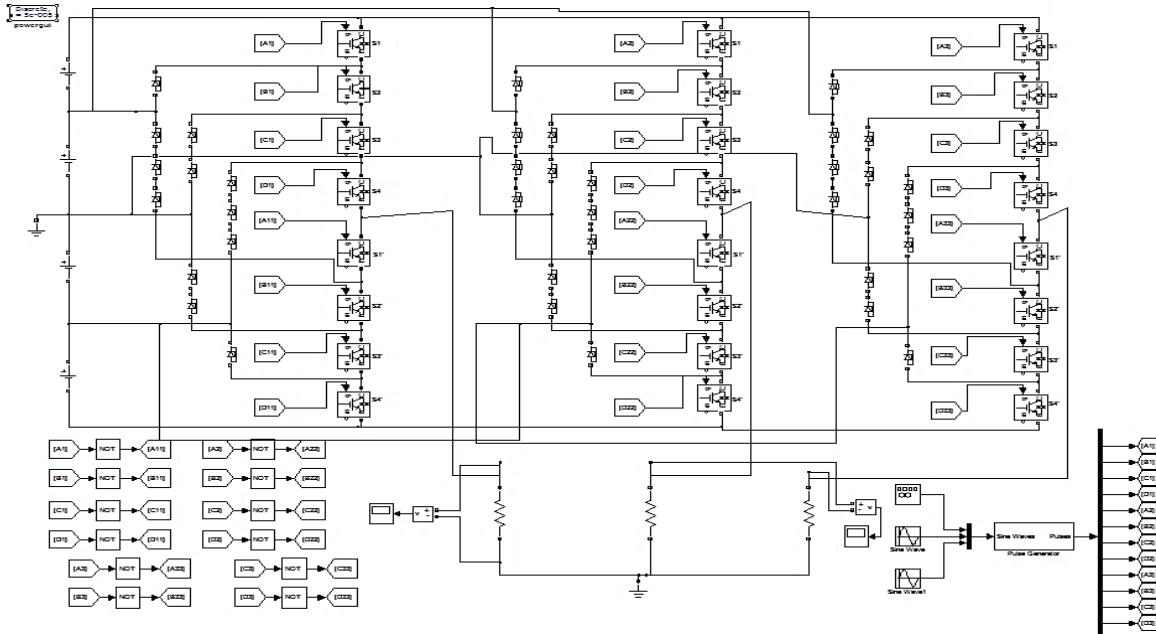 Discrete,
= 5e-005
powergui
[A1] S1 [A2] S1 [A3] S1
[B1] S2 [B2] S2 [B3] S2
[C1] S3 [C2] S3 [C3] S3
[D1] S4 [D2] S4 [D3] S4
[A11] S1' [A22] S1' [A33] S1'
[B11] S2' [B22] S2' [B33] S2'
[C11] S3' [C22] S3' [C33] S3'
[D11] S4' [D22] S4' [D33] S4'
[A1] NOT [A11] [A2] NOT [A22]
[B1] NOT [B11] [B2] NOT [B22]
[C1] NOT [C11] [C2] NOT [C22]
[D1] NOT [D11] [D2] NOT [D22]
[A3] NOT [A33] [C3] NOT [C33]
[B3] NOT [B33] [D3] NOT [D33]
Sine Wave
Sine Wave1
Sine Waves Pulses
Pulse Generator
[A1]
[B1]
[C1]
[D1]
[A2]
[B2]
[C2]
[D2]
[A3]
[B3]
[C3]
[D3]